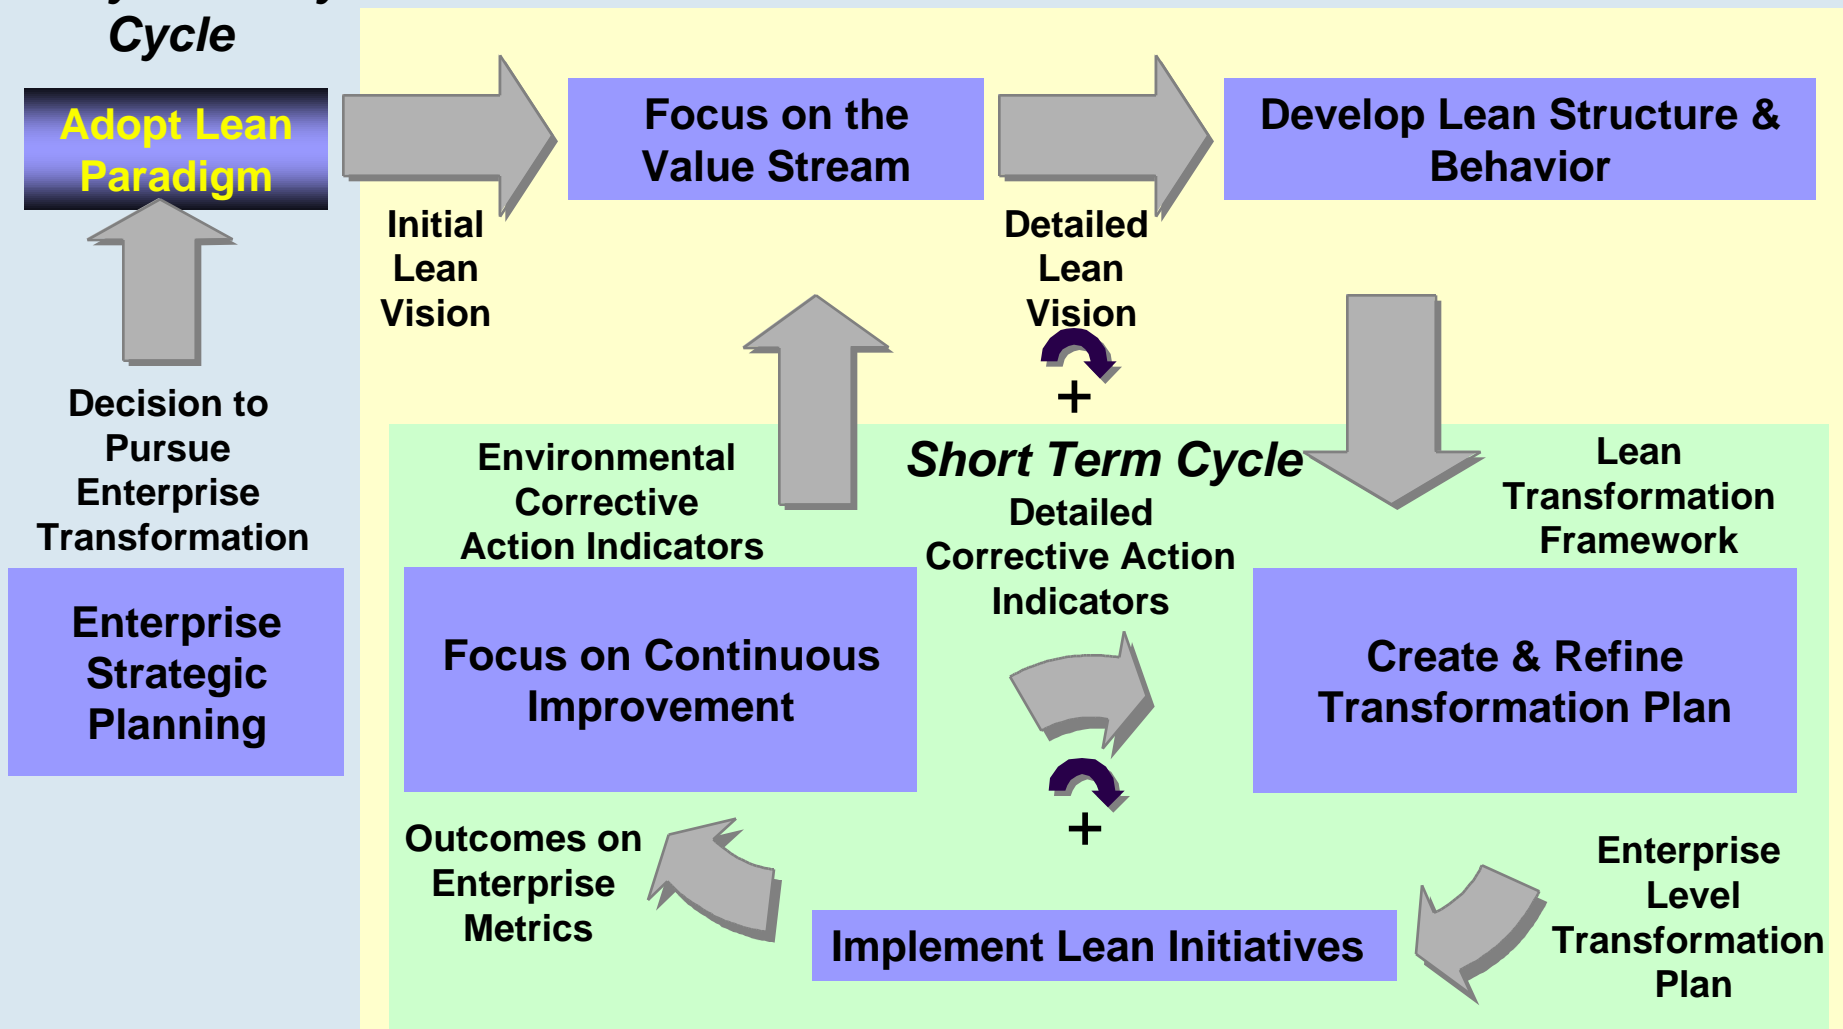 Cycle
Adopt Lean
Paradigm
Focus on the
Value Stream
Develop Lean Structure &
Behavior
Initial
Lean
Vision
Detailed
Lean
Vision
+
Decision to
Pursue
Enterprise
Transformation
Environmental
Corrective
Action Indicators
Short Term Cycle
Detailed
Corrective Action
Indicators
Lean
Transformation
Framework
Enterprise
Strategic
Planning
Focus on Continuous
Improvement
Create & Refine
Transformation Plan
+
Outcomes on
Enterprise
Metrics
Implement Lean Initiatives
Enterprise
Level
Transformation
Plan